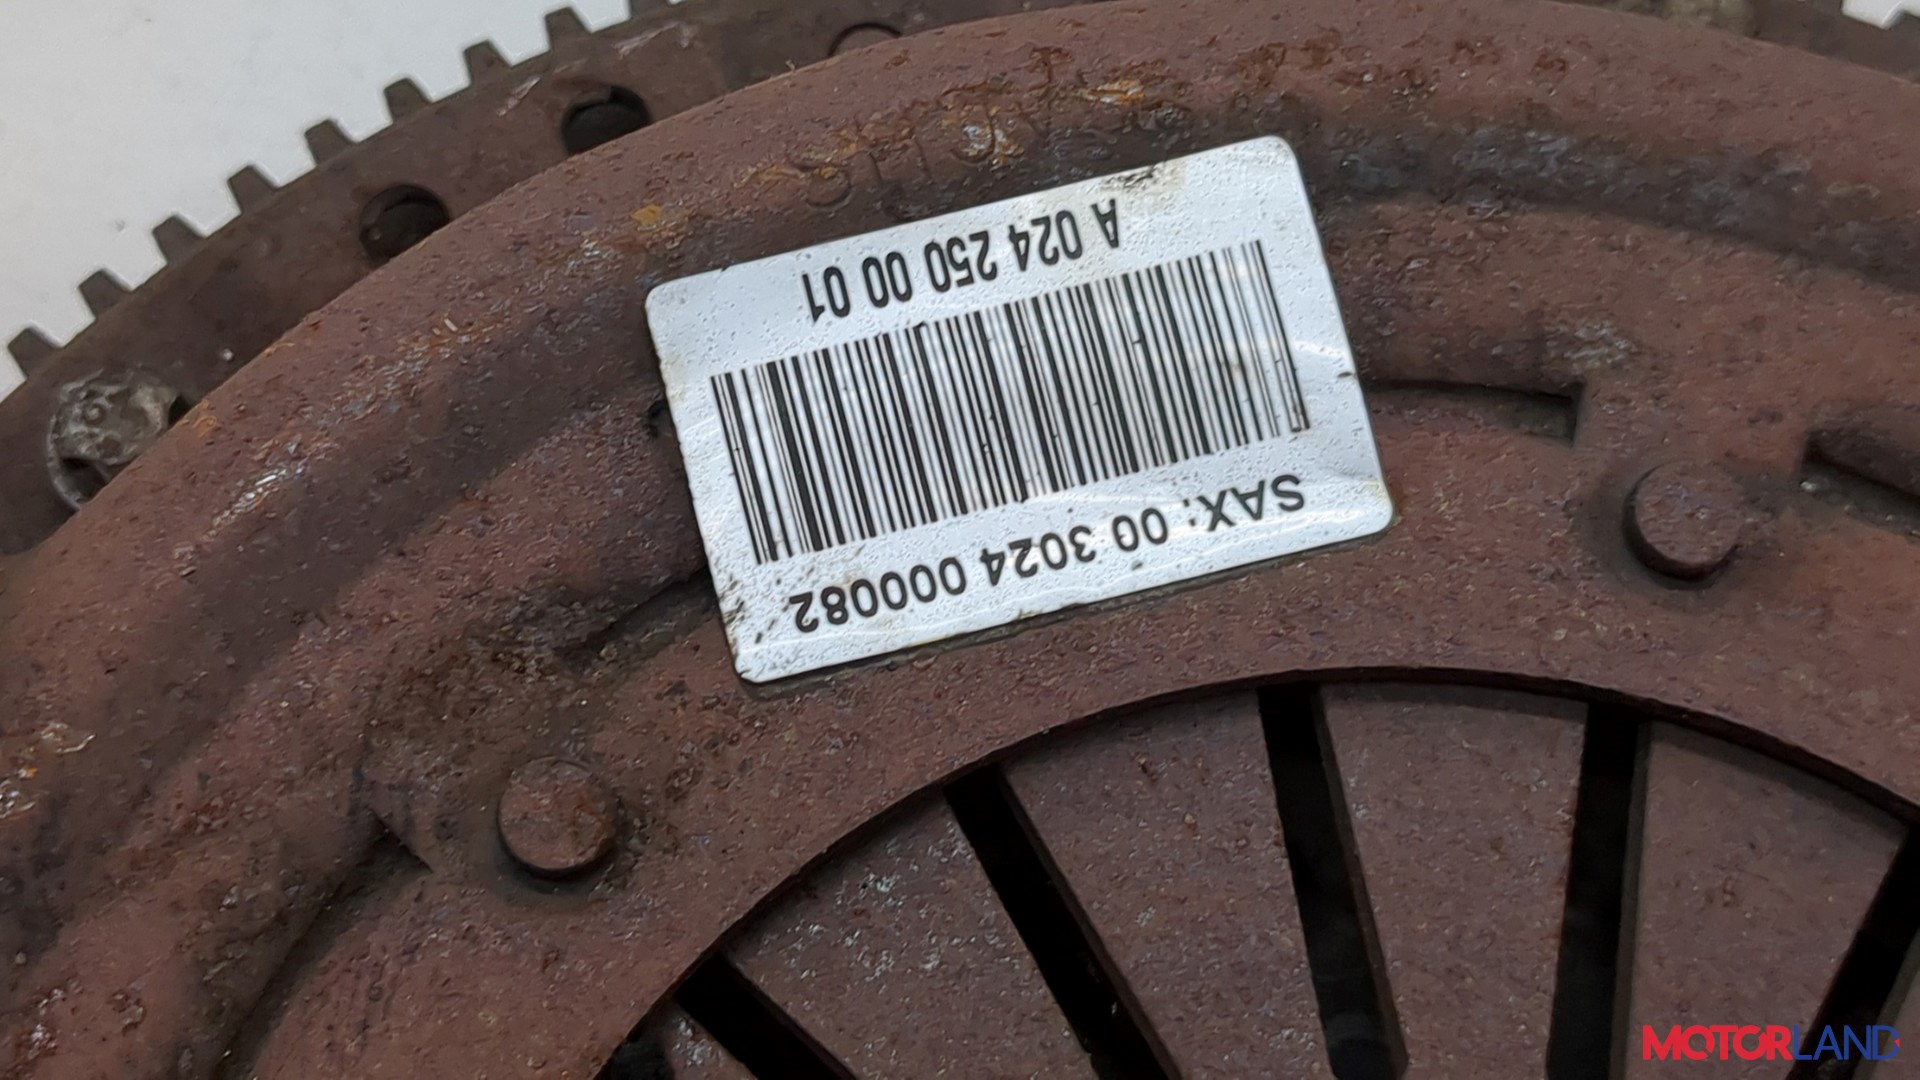 SAX: 00 3024 000082
A 024 250 00 01
MOTORLAND